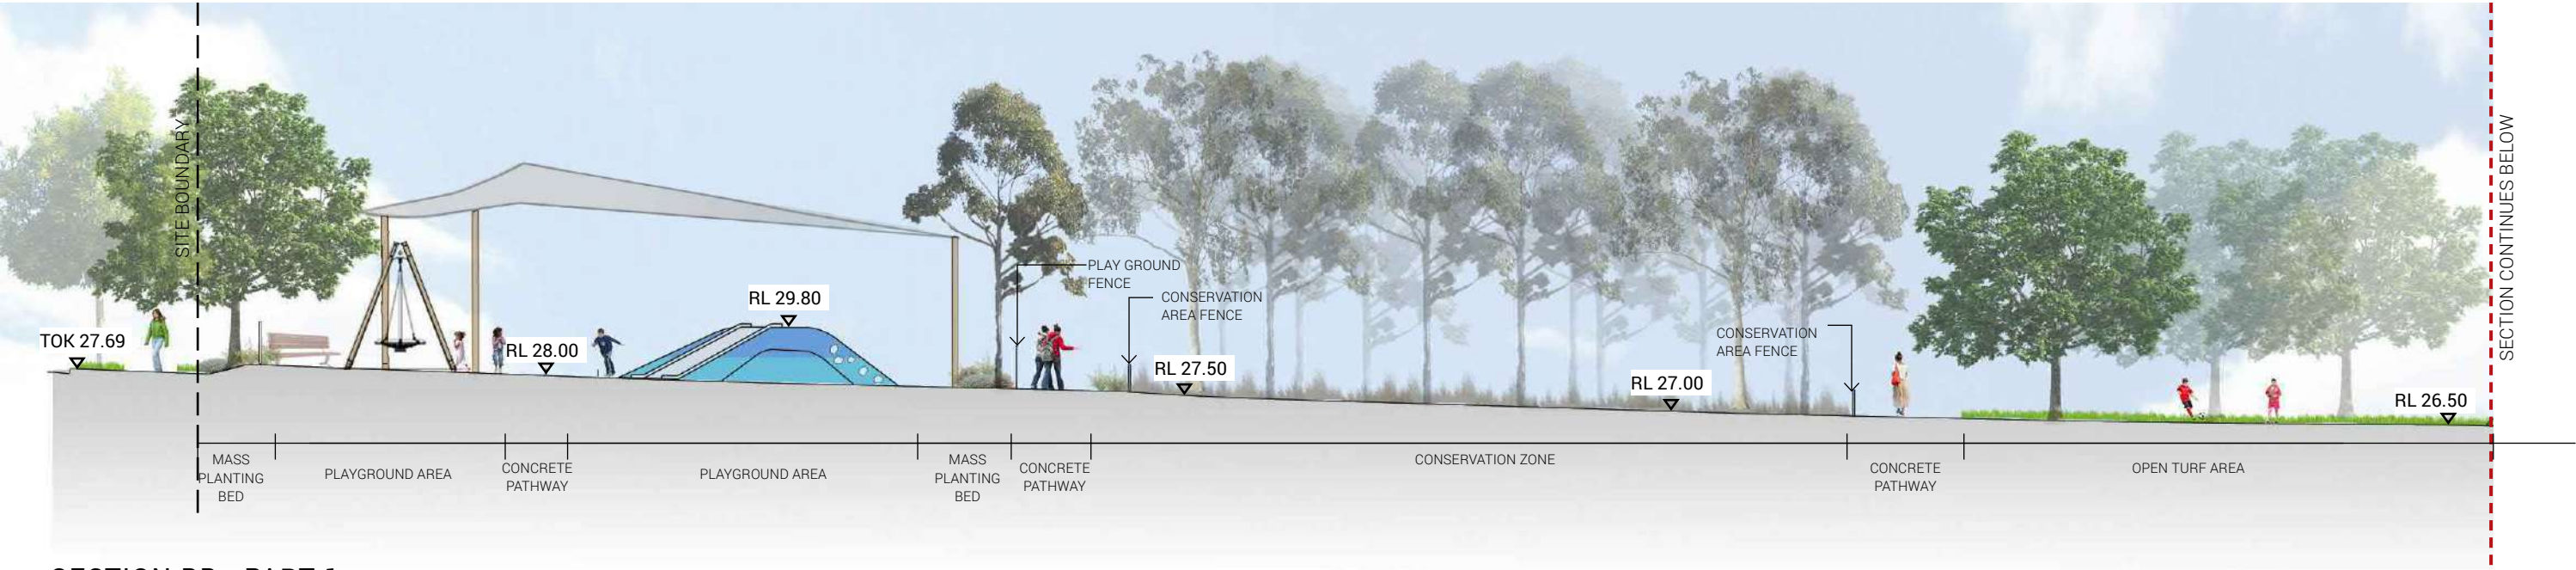 SITE BOUNDARY
SECTION CONTINUES BELOW
PLAY GROUND
FENCE
CONSERVATION
AREA FENCE
RL 29.80
TOK 27.69
RL 28.00
RL 27.50
CONSERVATION
AREA FENCE
RL 27.00
RL 26.50
MASS
PLANTING
BED
PLAYGROUND AREA
CONCRETE
PATHWAY
PLAYGROUND AREA
MASS
PLANTING
BED
CONCRETE
PATHWAY
CONSERVATION ZONE
CONCRETE
PATHWAY
OPEN TURF AREA